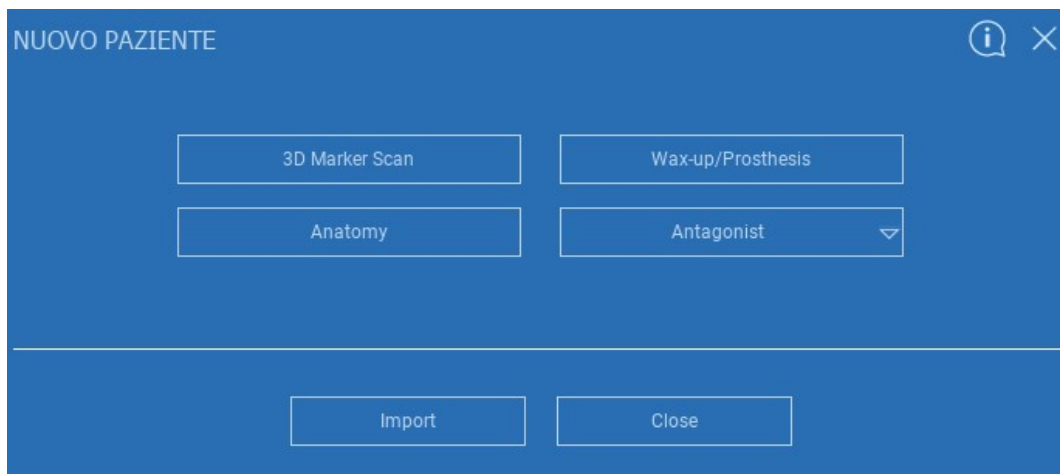 NUOVO PAZIENTE
3D Marker Scan
Wax-up/Prosthesis
Anatomy
Antagonist
Import
Close